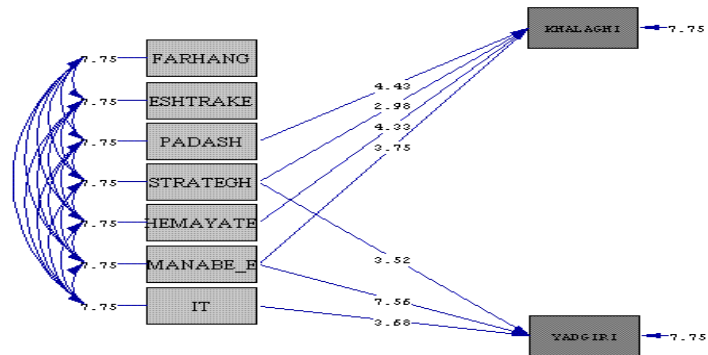 KHALAGHI
7.75
7.75
FARHANG
7.75
ESHTRAKE
4.43
2.98
7.75
PADASH
4.33
3.75
7.75
STRATEGH
7.75
HEMAYATE
7.75
MANABE_E
3.52
7.56
7.75
IT
3.68
YADGIRI
7.75